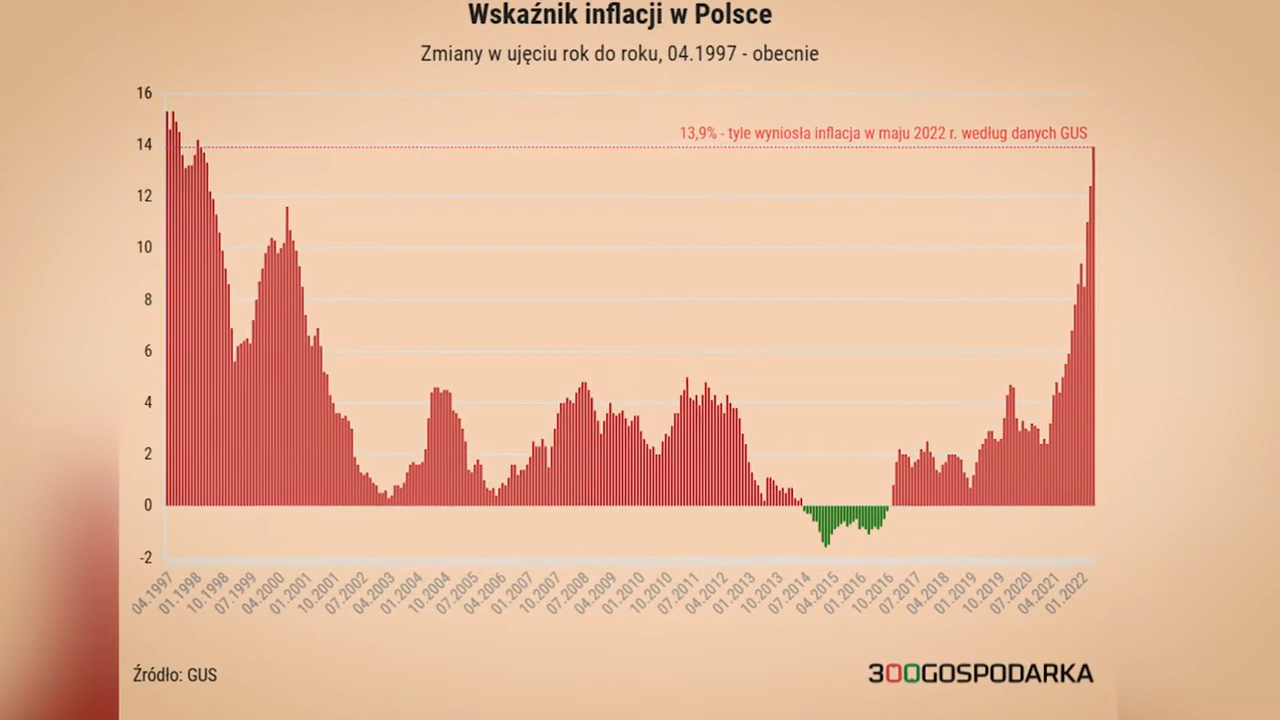 Wskaźnik inflacji w Polsce
Zmiany w ujęciu rok do roku, 04.1997 - obecnie
16
13,9% - tyle wyniosła inflacja w maju 2022 r. według danych GUS
14
12
10
8
6
4
2
0
-2
04.1997 01.1998 10.1998 07.1999 04.2000 01.2001 10.2001 07.2002 04.2003 01.2004 10.2004 07.2005 04.2006 01.2007 10.2007 07.2008 04.2009 01.2010 10.2010 07.2011 04.2012 01.2013 10.2013 07.2014 04.2015 01.2016 10.2016 07.2017 04.2018 01.2019 10.2019 07.2020 04.2021 01.2022
Źródło: GUS
300GOSPODARKA